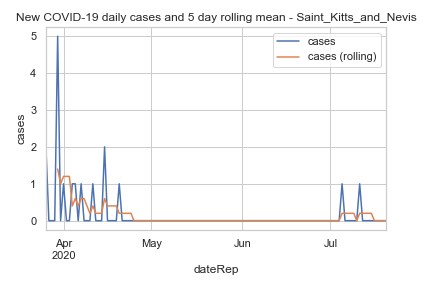 New COVID-19 daily cases and 5 day rolling mean - Saint_Kitts_and_Nevis
cases
cases (rolling)
5
4
3
2
1
0
cases
Apr
2020
May
Jun
Jul
dateRep